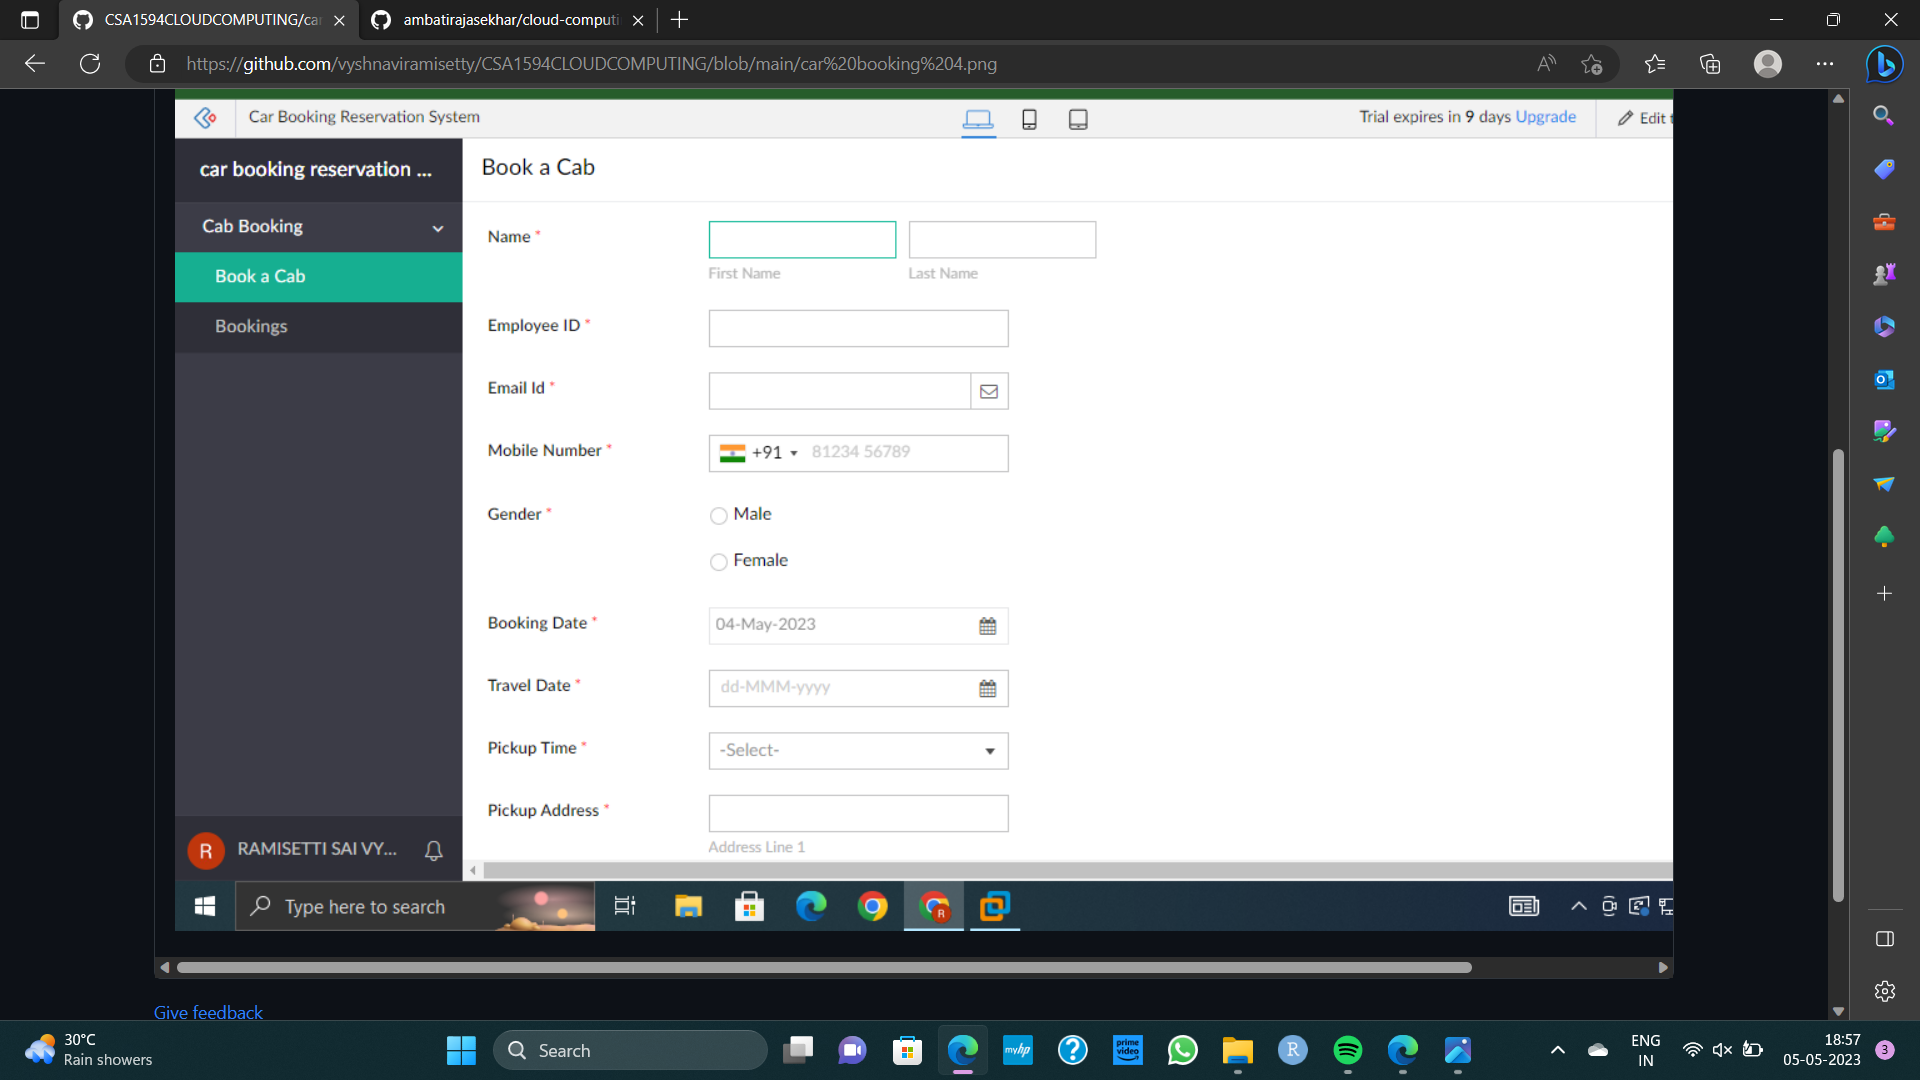 CSA1594CLOUDCOMPUTING/ca
ambatirajasekhar/cloud-computi
https://github.com/vyshnaviramisetty/CSA1594CLOUDCOMPUTING/blob/main/car%20booking%204.png
Car Booking Reservation System
Trial expires in 9 days Upgrade
Edit t
car booking reservation ...
Book a Cab
Cab Booking
Book a Cab
Bookings
Name *
First Name
Last Name
Employee ID *
Email Id *
Mobile Number *
+91 81234 56789
Gender *
Male
Female
Booking Date *
04-May-2023
Travel Date *
dd-MMM-yyyy
Pickup Time *
-Select-
Pickup Address *
Address Line 1
R
RAMISETTI SAI VY...
Type here to search
R
Give feedback
30°C
Rain showers
Search
myhp
prime video
R
ENG
IN
18:57
05-05-2023
3